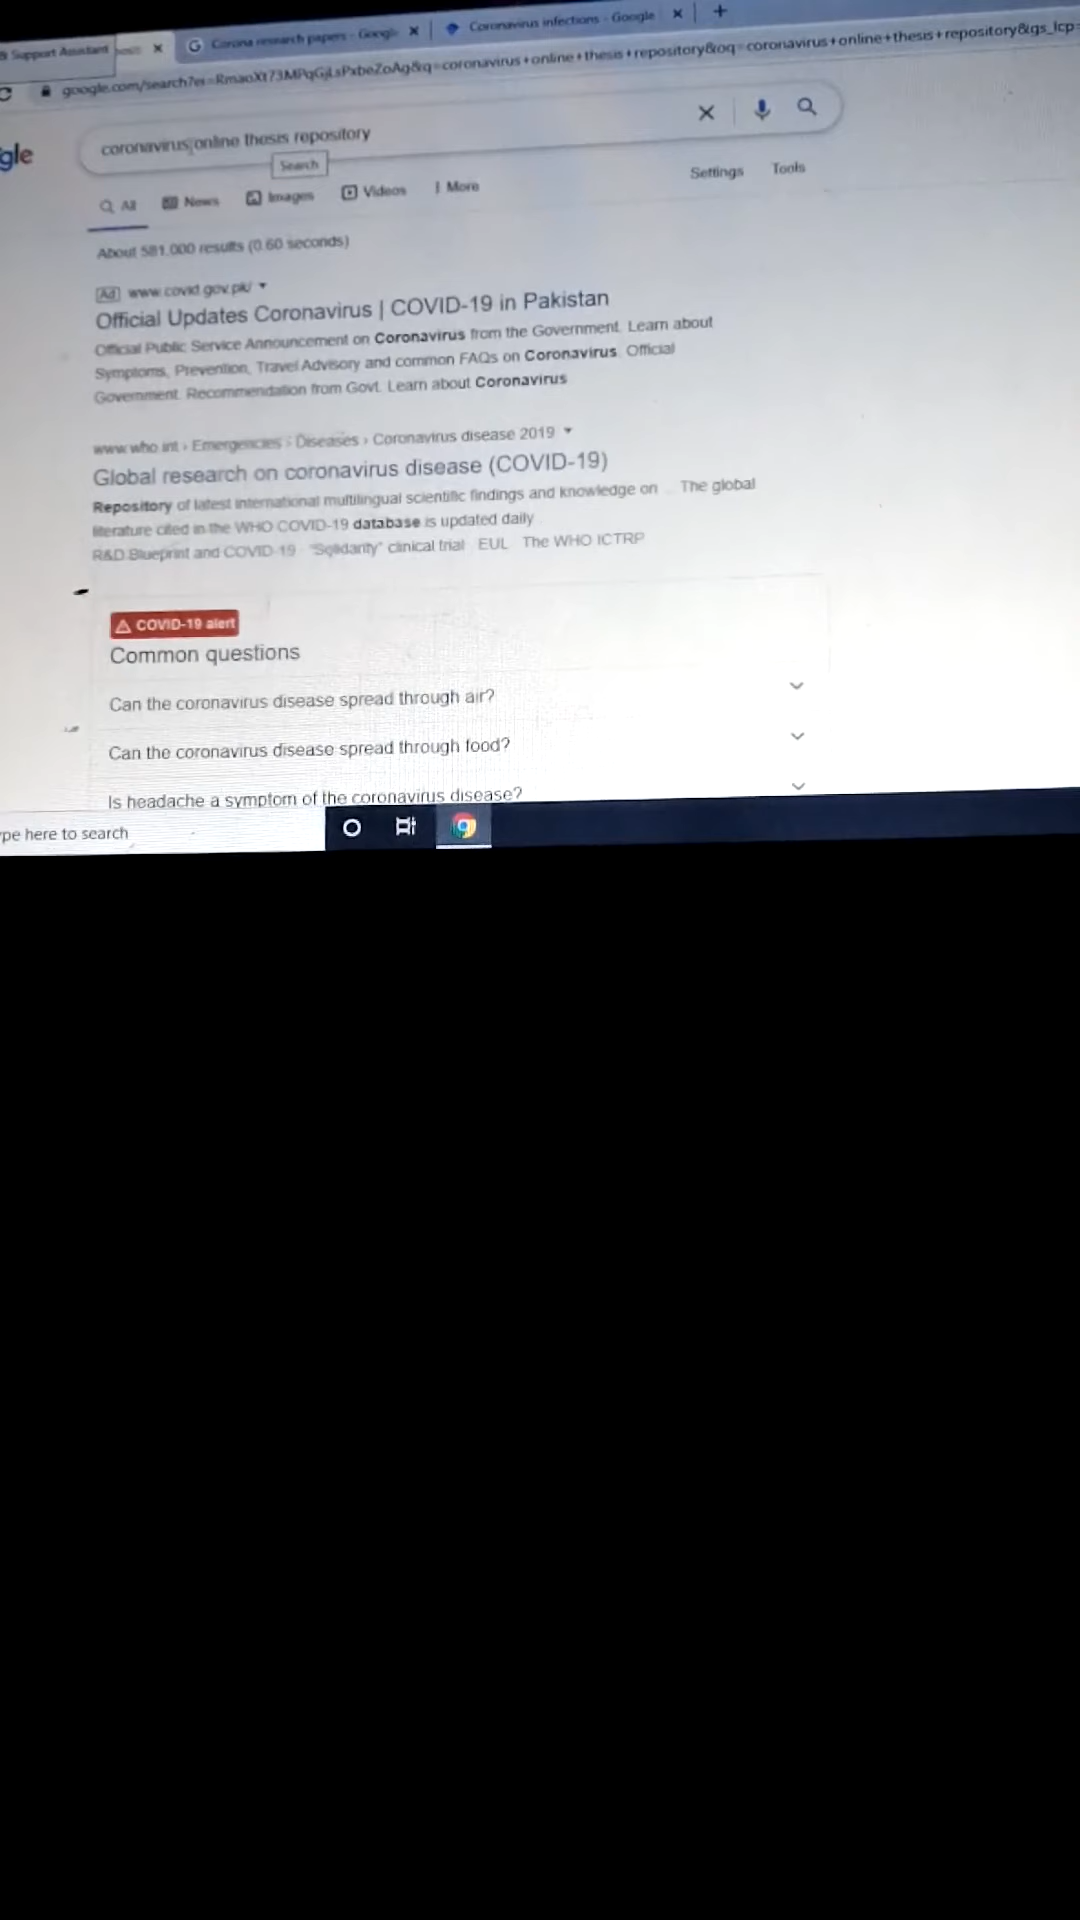 Support Assistant
Corona research papers - Google
Coronavirus infections - Google
google.com/search?ei=RmaoXt73MPqGjLsPxbeZoAg&q=coronavirus+online+thesis+repository&oq=coronavirus+online+thesis+repository&gs_lcp=
gle
coronavirus online thesis repository
Search
All
News
Images
Videos
More
Settings
Tools
About 581,000 results (0.60 seconds)
Ad www.covid.gov.pk/
Official Updates Coronavirus | COVID-19 in Pakistan
Official Public Service Announcement on Coronavirus from the Government. Learn about
Symptoms, Prevention, Travel Advisory and common FAQs on Coronavirus. Official
Government. Recommendation from Govt. Learn about Coronavirus
www.who.int › Emergencies › Diseases › Coronavirus disease 2019
Global research on coronavirus disease (COVID-19)
Repository of latest international multilingual scientific findings and knowledge on ... The global
literature cited in the WHO COVID-19 database is updated daily
R&D Blueprint and COVID-19 · "Solidarity" clinical trial · EUL · The WHO ICTRP
COVID-19 alert
Common questions
Can the coronavirus disease spread through air?
Can the coronavirus disease spread through food?
Is headache a symptom of the coronavirus disease?
pe here to search